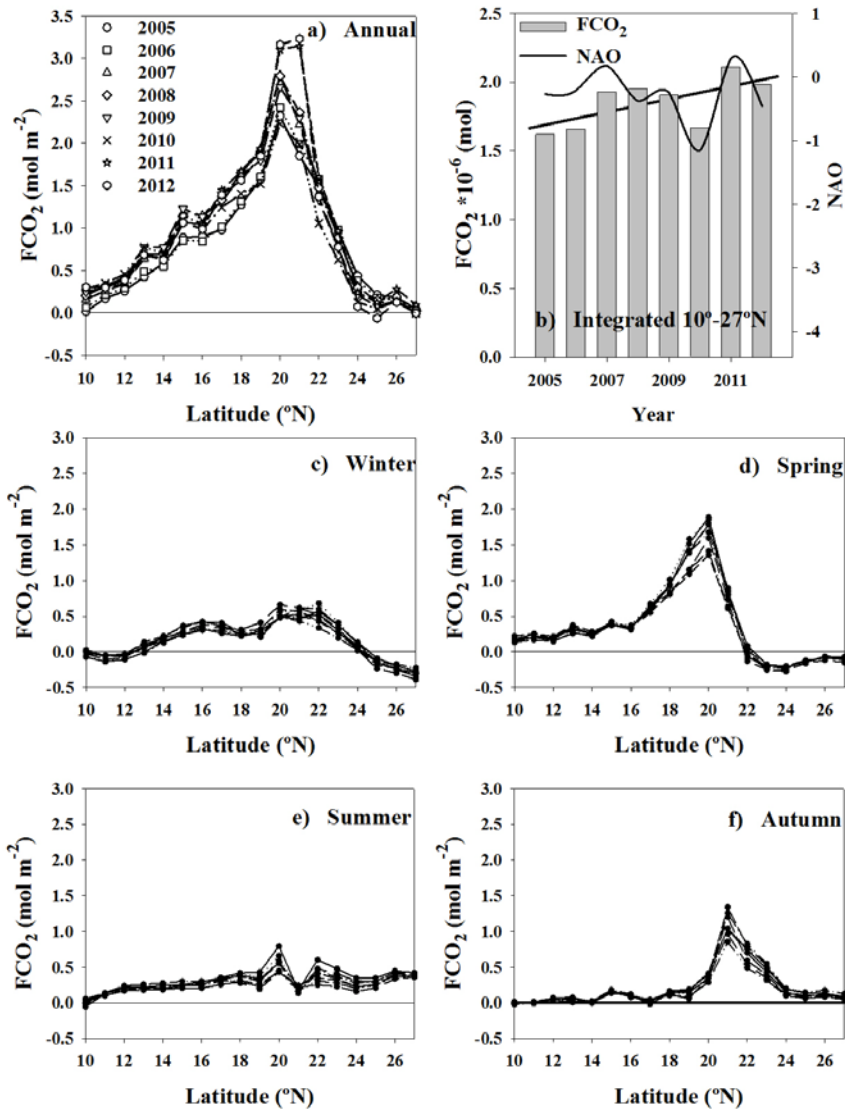 a) Annual
2005
2006
2007
2008
2009
2010
2011
2012
3.5
3.0
2.5
2.0
1.5
1.0
0.5
0.0
-0.5
FCO₂ (mol m⁻²)
10 12 14 16 18 20 22 24 26
Latitude (ºN)
FCO₂
NAO
2.5
2.0
1.5
1.0
0.5
0.0
FCO₂ *10⁻⁶ (mol)
1
0
-1
-2
-3
-4
NAO
b) Integrated 10º-27ºN
2005 2007 2009 2011
Year
c) Winter
3.0
2.5
2.0
1.5
1.0
0.5
0.0
-0.5
FCO₂ (mol m⁻²)
10 12 14 16 18 20 22 24 26
Latitude (ºN)
d) Spring
3.0
2.5
2.0
1.5
1.0
0.5
0.0
-0.5
FCO₂ (mol m⁻²)
10 12 14 16 18 20 22 24 26
Latitude (ºN)
e) Summer
3.0
2.5
2.0
1.5
1.0
0.5
0.0
-0.5
FCO₂ (mol m⁻²)
10 12 14 16 18 20 22 24 26
Latitude (ºN)
f) Autumn
3.0
2.5
2.0
1.5
1.0
0.5
0.0
-0.5
FCO₂ (mol m⁻²)
10 12 14 16 18 20 22 24 26
Latitude (ºN)